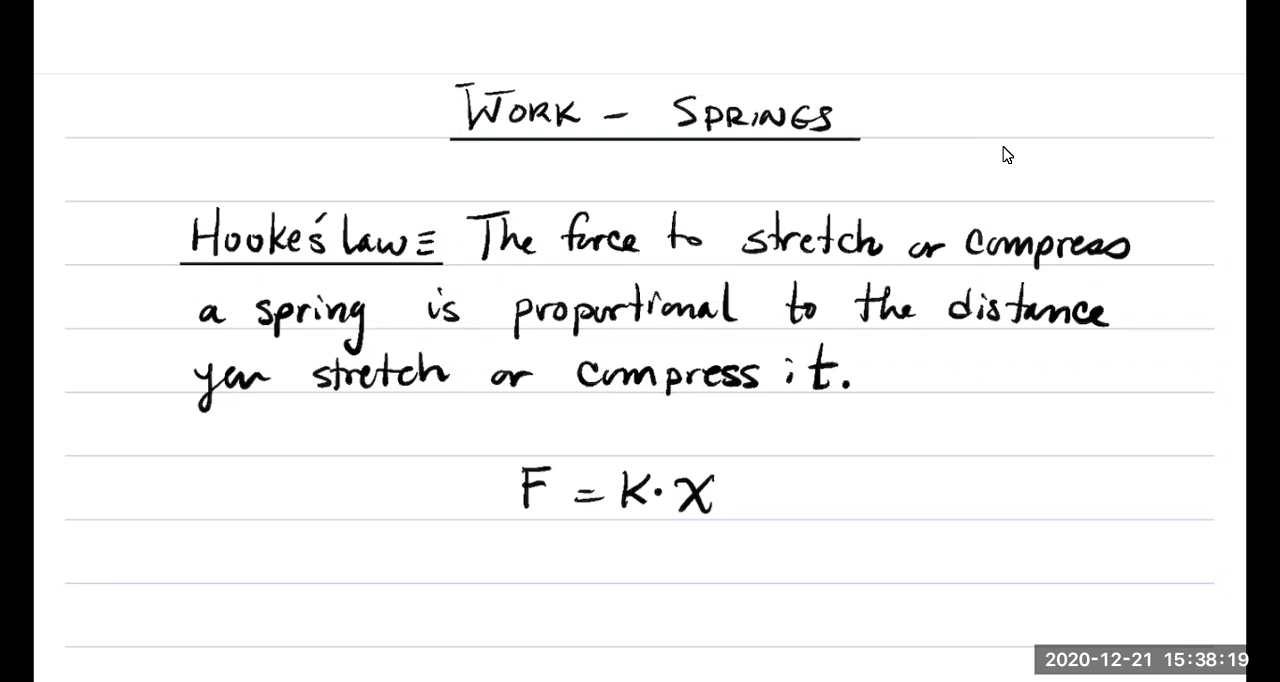 WORK - SPRINGS
Hooke's law ≡ The force to stretch or compress
a spring is proportional to the distance
you stretch or compress it.
F = K · x
2020-12-21 15:38:19